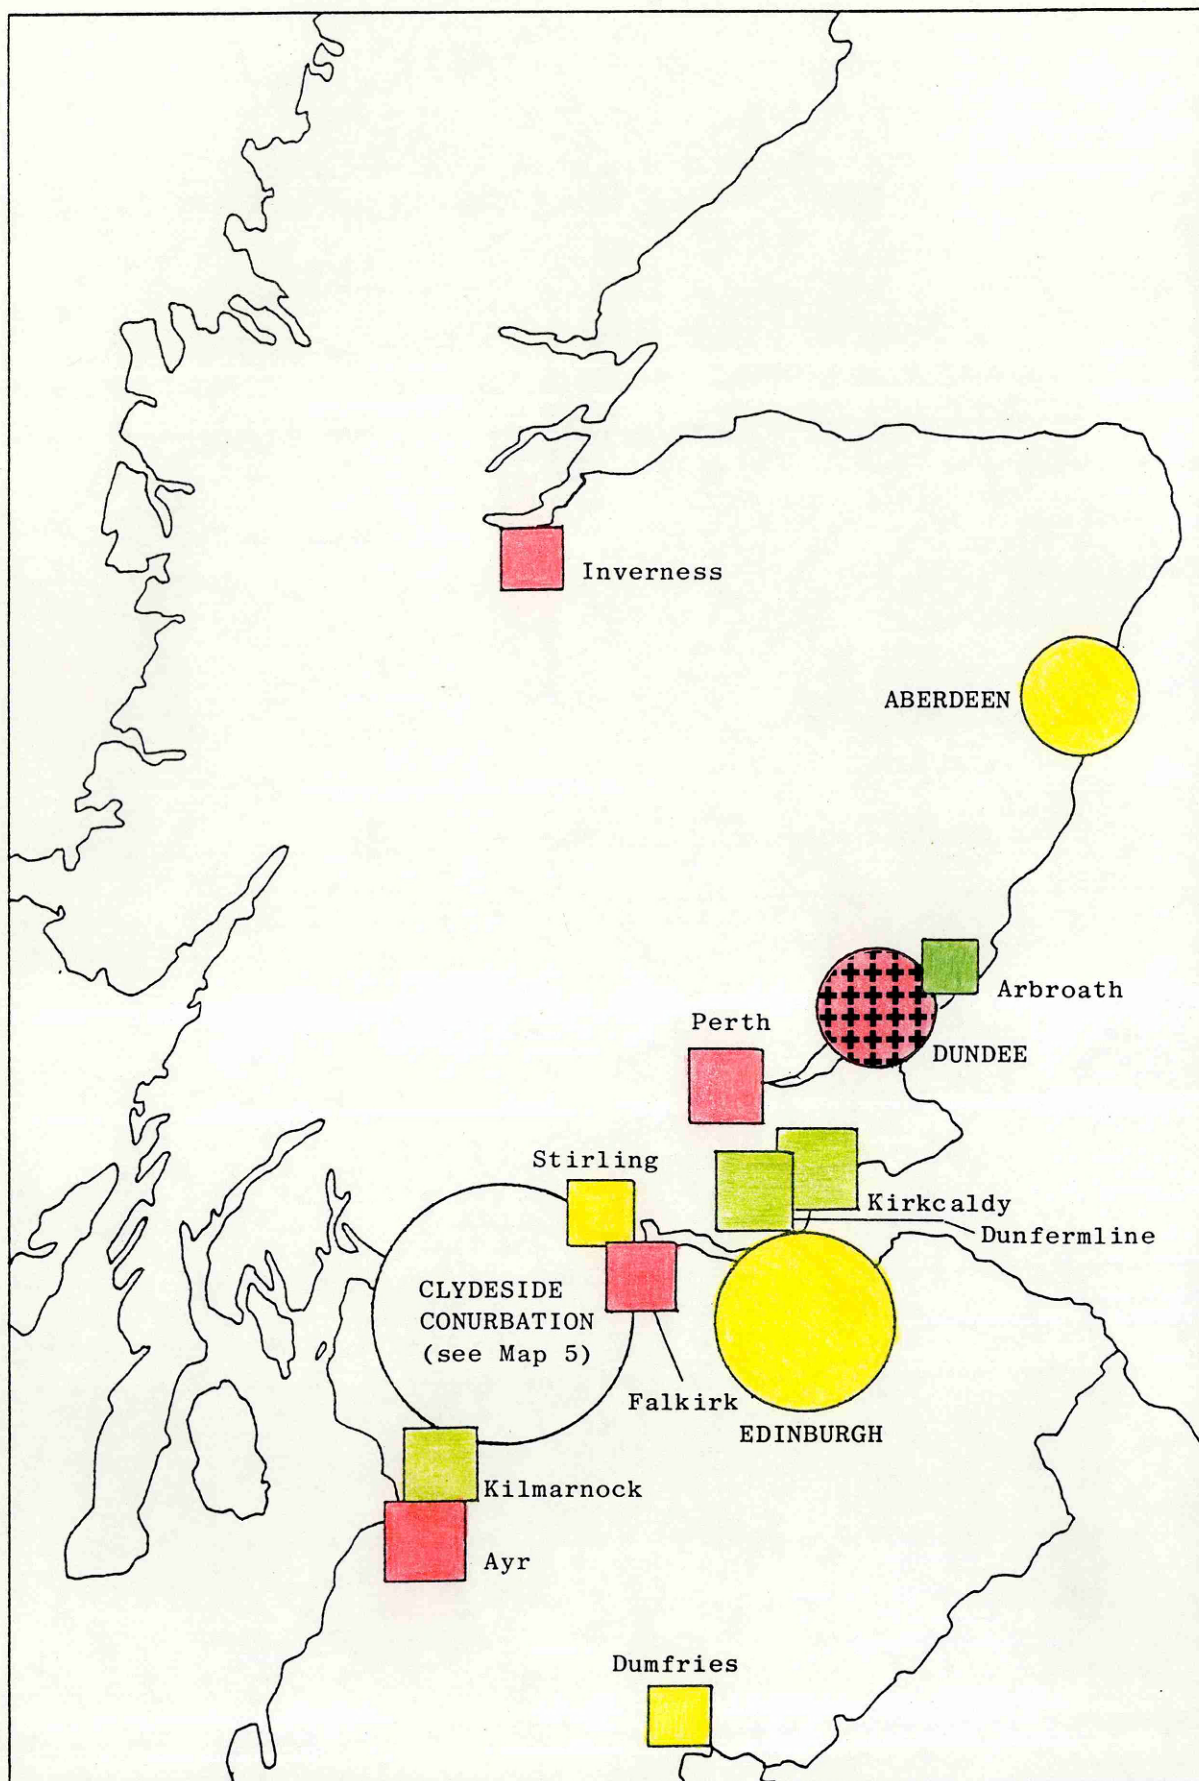 Inverness
ABERDEEN
Arbroath
Perth
DUNDEE
Stirling
Kirkcaldy
Dunfermline
CLYDESIDE
CONURBATION
(see Map 5)
Falkirk
EDINBURGH
Kilmarnock
Ayr
Dumfries